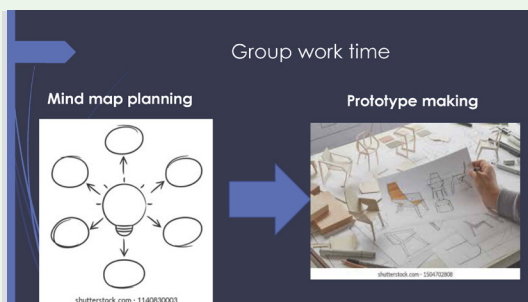 Group work time
Mind map planning
Prototype making
shutterstock.com · 1140830003
shutterstock.com · 1504702808